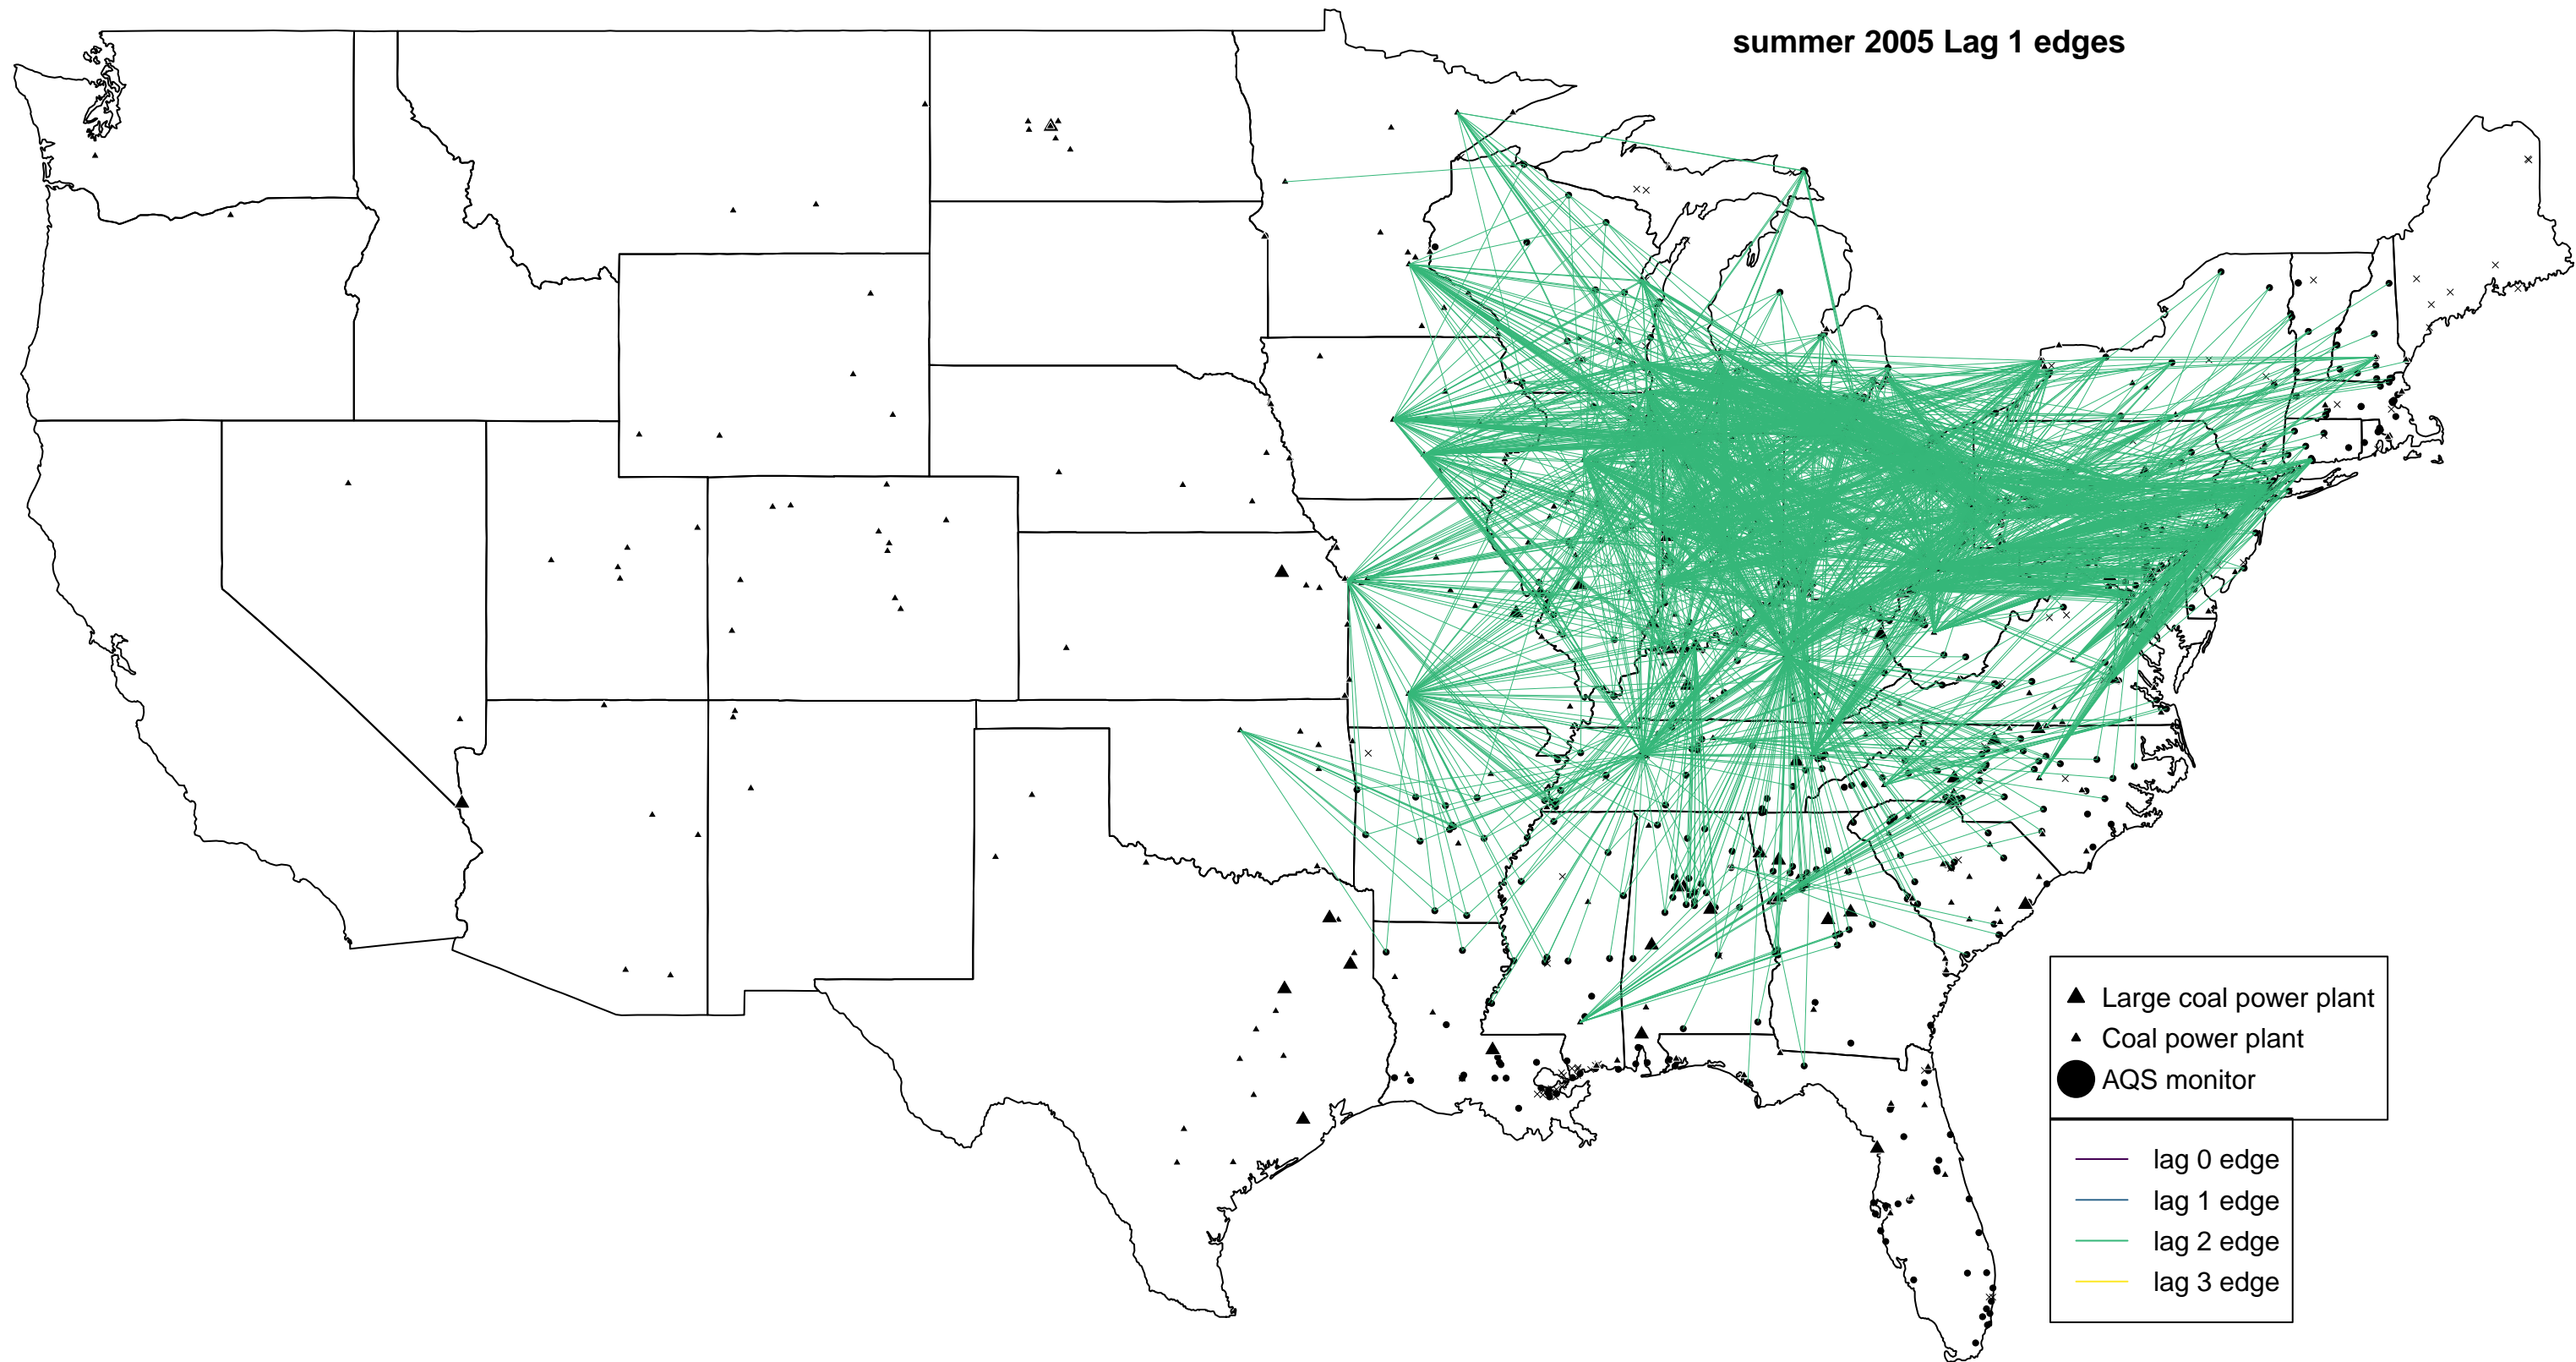 summer 2005 Lag 1 edges
Large coal power plant
Coal power plant
AQS monitor
lag 0 edge
lag 1 edge
lag 2 edge
lag 3 edge